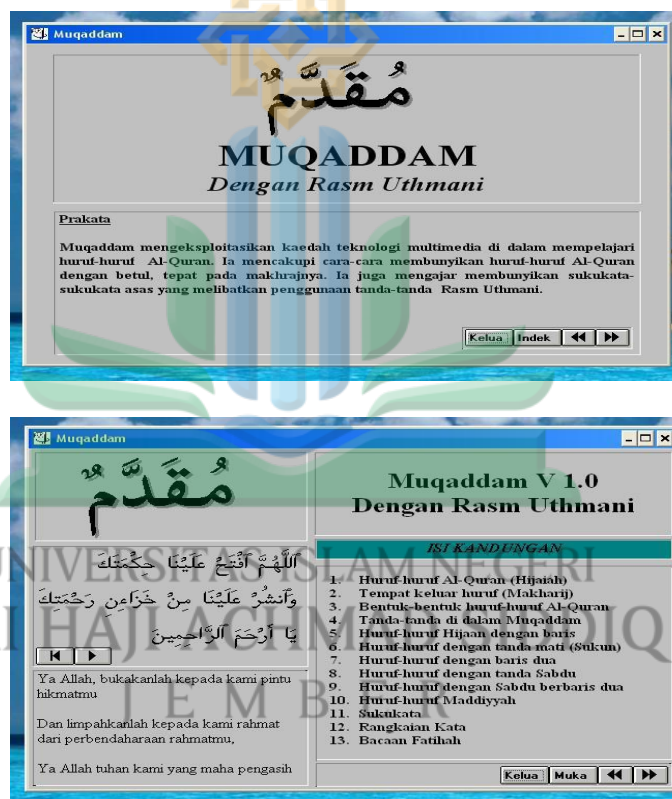 Muqaddam
مُقَدَّمٌ
MUQADDAM
Dengan Rasm Uthmani
Prakata
Muqaddam mengeksploitasikan kaedah teknologi multimedia di dalam mempelajari
huruf-huruf Al-Quran. Ia mencakupi cara-cara membunyikan huruf-huruf Al-Quran
dengan betul, tepat pada makhrajnya. Ia juga mengajar membunyikan sukukata-
sukukata asas yang melibatkan penggunaan tanda-tanda Rasm Uthmani.
Kelua Indek
Muqaddam
مُقَدَّمٌ
ٱللَّهُمَّ ٱفْتَحْ عَلَيْنَا حِكْمَتَكَ
وَٱنشُرْ عَلَيْنَا مِنْ خَزَاءِنِ رَحْمَتِكَ
يَا أَرْحَمَ ٱلرَّاحِمِينَ
Ya Allah, bukakanlah kepada kami pintu
hikmatmu
Dan limpahkanlah kepada kami rahmat
dari perbendaharaan rahmatmu,
Ya Allah tuhan kami yang maha pengasih
Muqaddam V 1.0
Dengan Rasm Uthmani
ISI KANDUNGAN
1. Huruf-huruf Al-Quran (Hijaiah)
2. Tempat keluar huruf (Makharij)
3. Bentuk-bentuk huruf-huruf Al-Quran
4. Tanda-tanda di dalam Muqaddam
5. Huruf-huruf Hijaan dengan baris
6. Huruf-huruf dengan tanda mati (Sukun)
7. Huruf-huruf dengan baris dua
8. Huruf-huruf dengan tanda Sabdu
9. Huruf-huruf dengan Sabdu berbaris dua
10. Huruf-huruf Maddiyyah
11. Sukukata
12. Rangkaian Kata
13. Bacaan Fatihah
Kelua Muka
UNIVERSITAS ISLAM NEGERI
I HAJI ACHMAD SIDDIQ
JEMBER